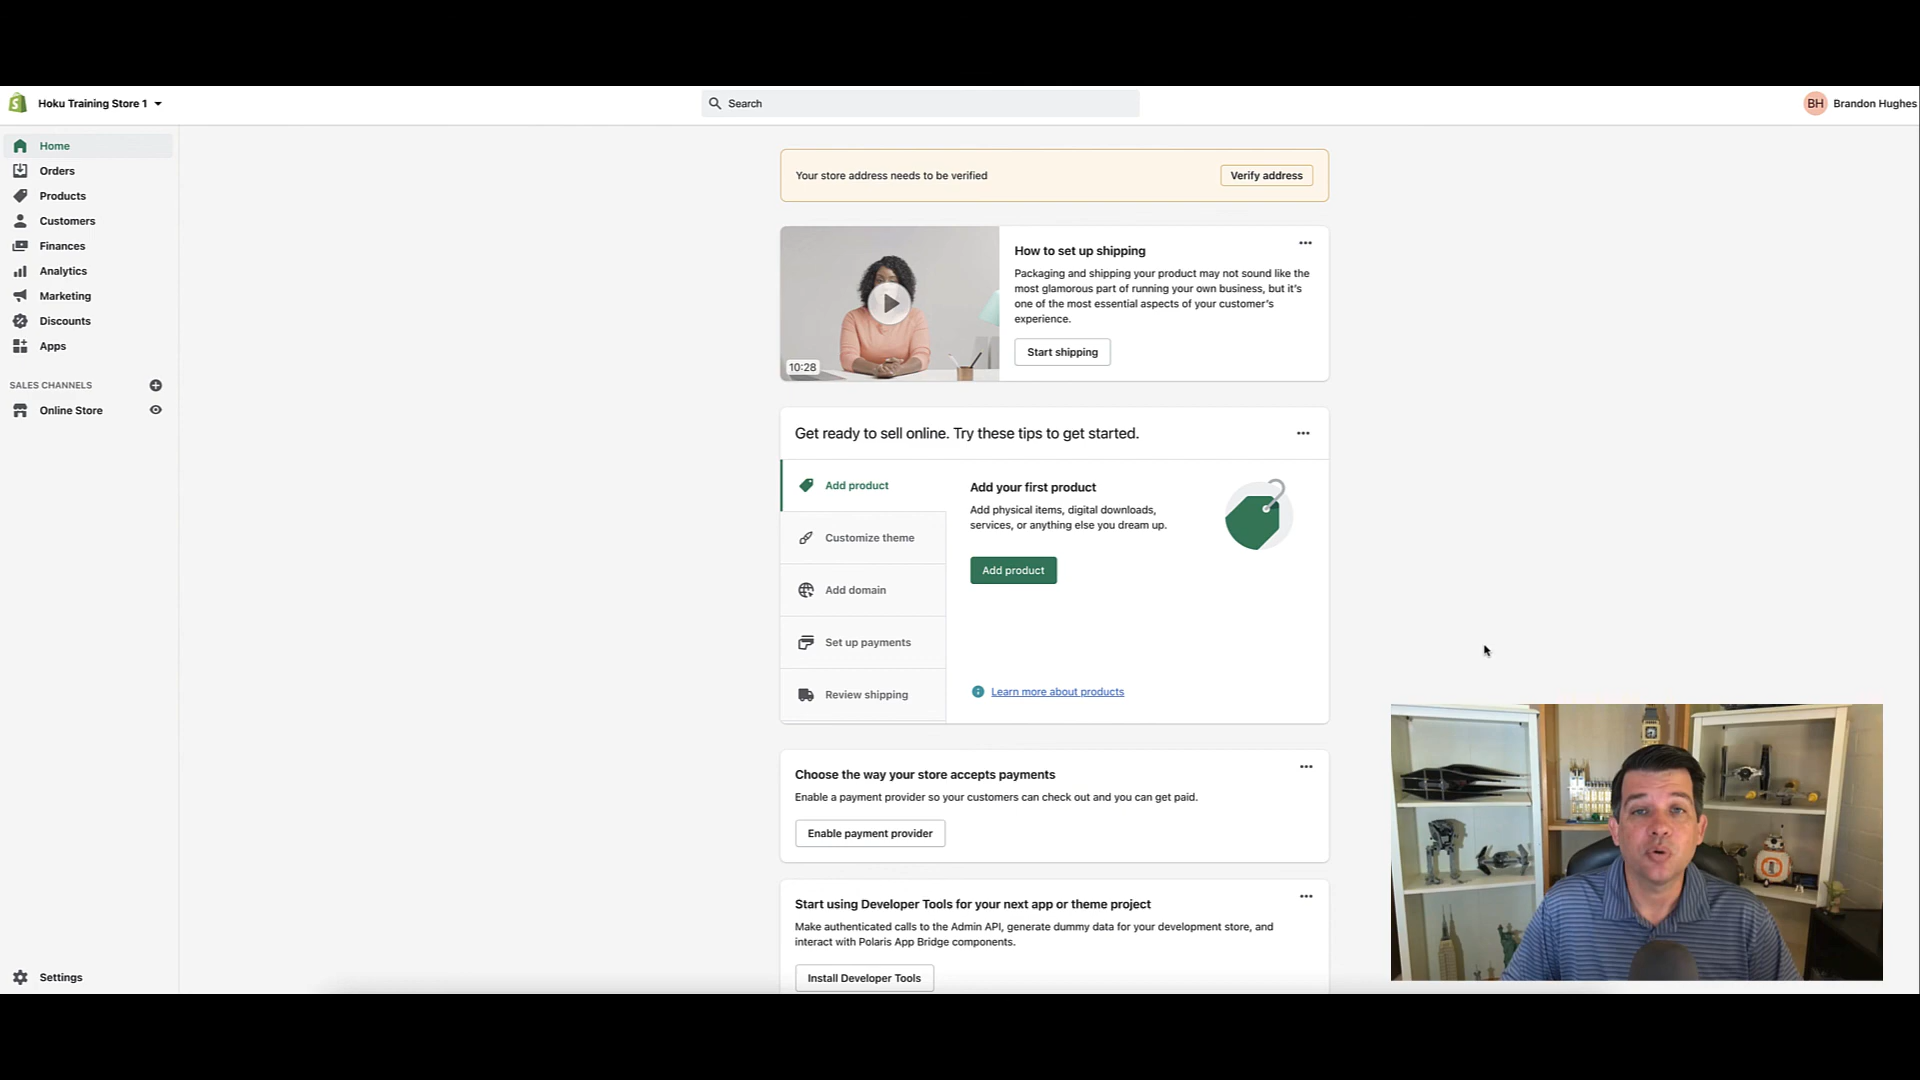 Hoku Training Store 1
Search
BH Brandon Hughes
Home
Orders
Products
Customers
Finances
Analytics
Marketing
Discounts
Apps
SALES CHANNELS
Online Store
Settings
Your store address needs to be verified
Verify address
10:28
How to set up shipping
Packaging and shipping your product may not sound like the
most glamorous part of running your own business, but it's
one of the most essential aspects of your customer's
experience.
Start shipping
Get ready to sell online. Try these tips to get started.
Add product
Customize theme
Add domain
Set up payments
Review shipping
Add your first product
Add physical items, digital downloads,
services, or anything else you dream up.
Add product
Learn more about products
Choose the way your store accepts payments
Enable a payment provider so your customers can check out and you can get paid.
Enable payment provider
Start using Developer Tools for your next app or theme project
Make authenticated calls to the Admin API, generate dummy data for your development store, and
interact with Polaris App Bridge components.
Install Developer Tools